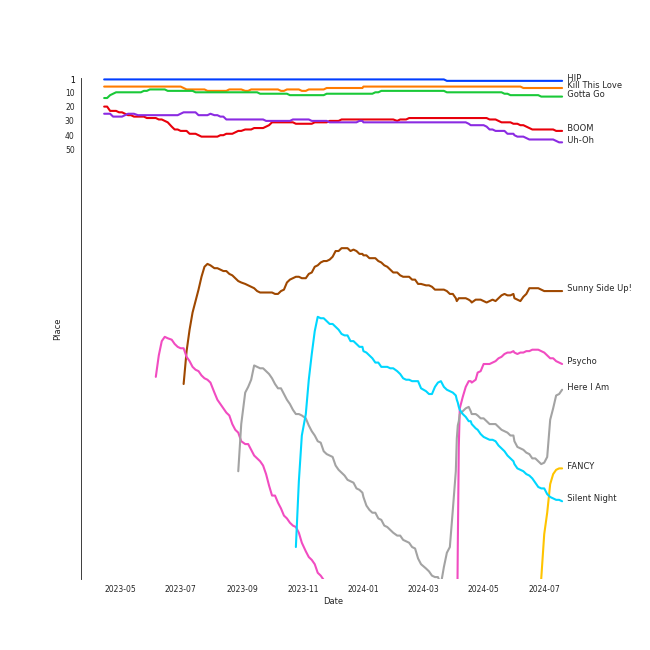 1
10
20
30
40
50
Place
HIP
Kill This Love
Gotta Go
BOOM
Uh-Oh
Sunny Side Up!
Psycho
Here I Am
FANCY
Silent Night
2023-05 2023-07 2023-09 2023-11 2024-01 2024-03 2024-05 2024-07
Date